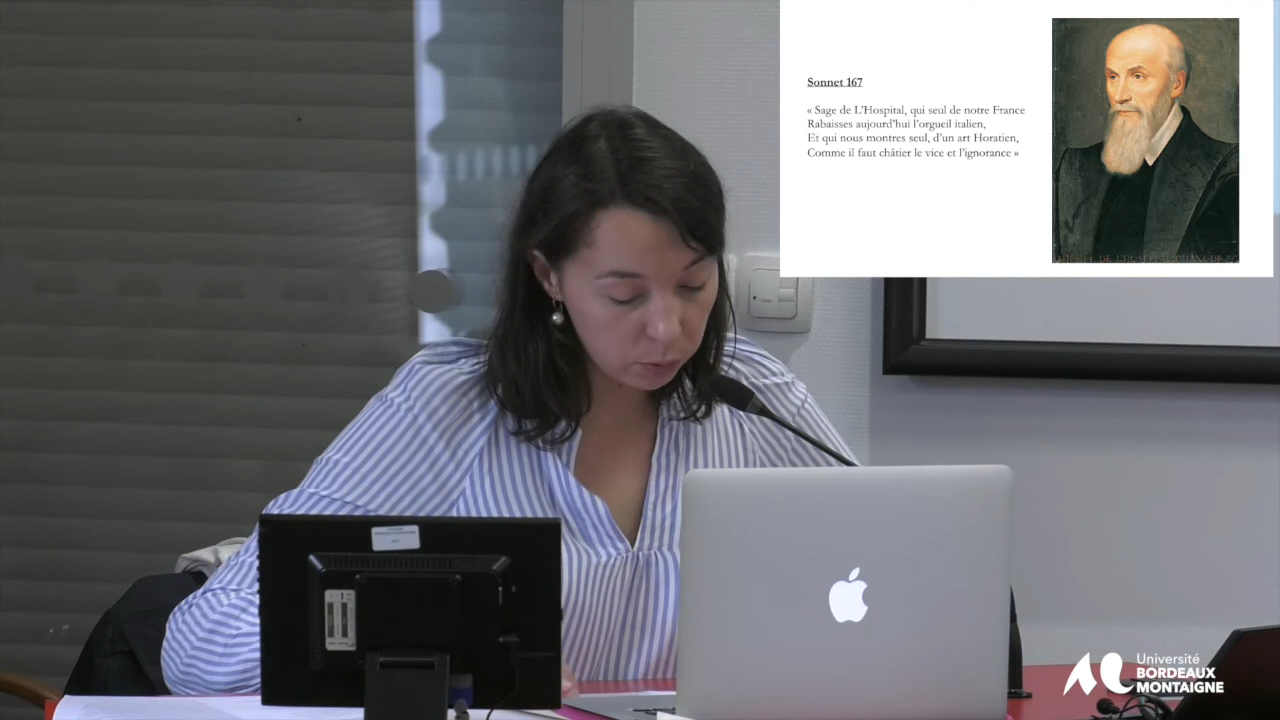 Sonnet 167
« Sage de L'Hospital, qui seul de notre France
Rabaisses aujourd'hui l'orgueil italien,
Et qui nous montres seul, d'un art Horatien,
Comme il faut châtier le vice et l'ignorance »
Université
BORDEAUX
MONTAIGNE